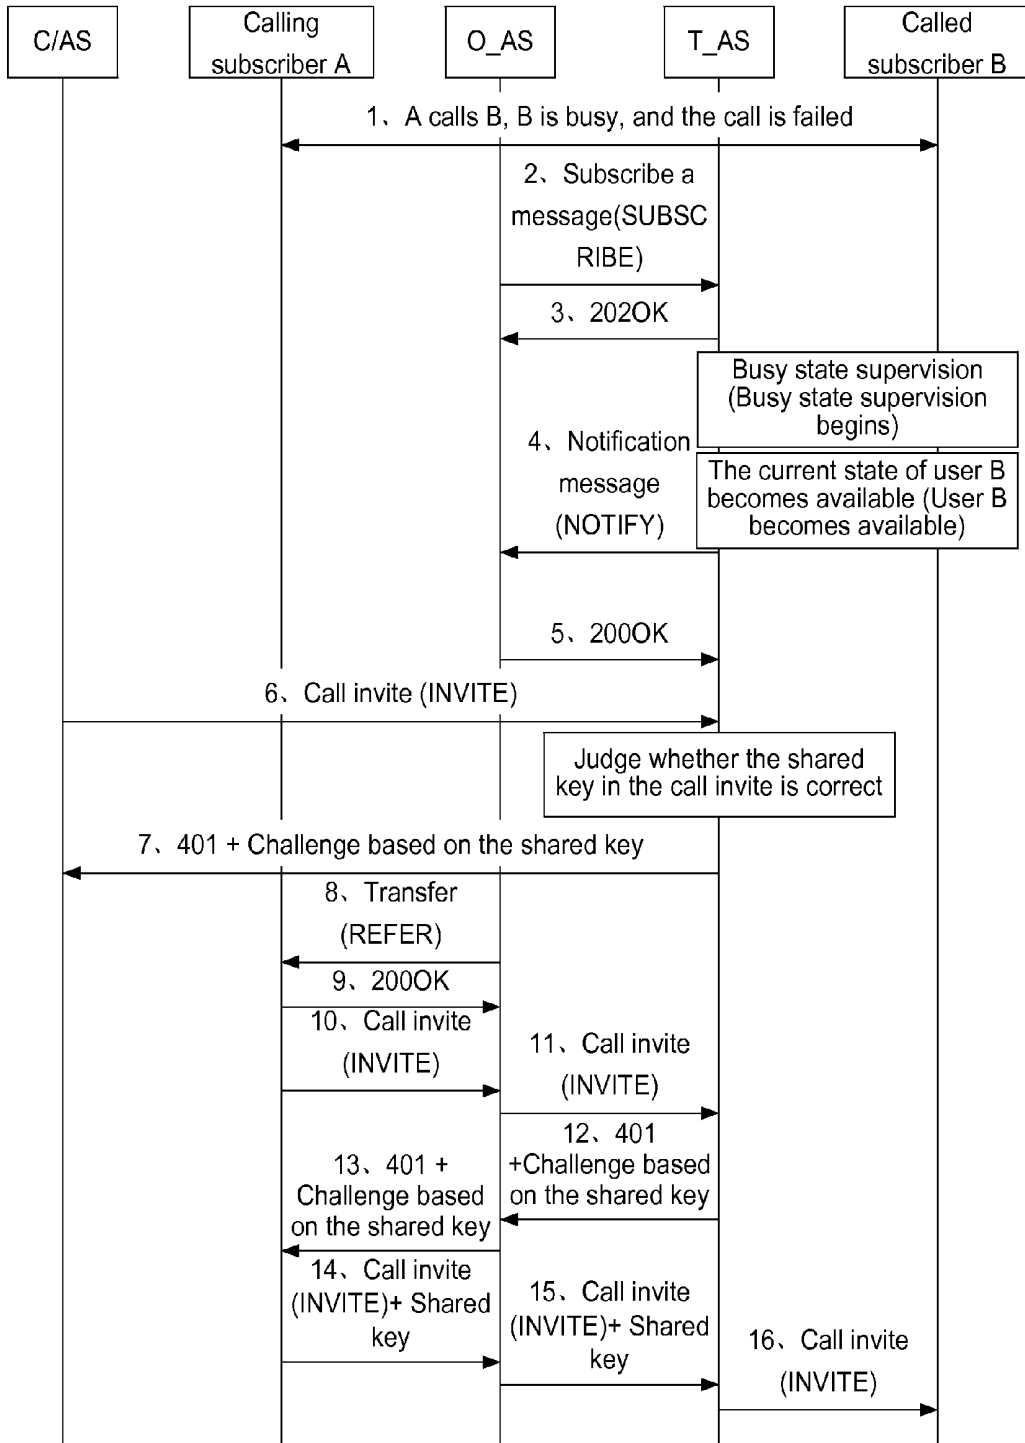 C/AS
Calling
subscriber A
O_AS
T_AS
Called
subscriber B
1、A calls B, B is busy, and the call is failed
2、Subscribe a
message(SUBSC
RIBE)
3、202OK
Busy state supervision
(Busy state supervision
begins)
4、Notification
message
(NOTIFY)
The current state of user B
becomes available (User B
becomes available)
5、200OK
6、Call invite (INVITE)
Judge whether the shared
key in the call invite is correct
7、401 + Challenge based on the shared key
8、Transfer
(REFER)
9、200OK
10、Call invite
(INVITE)
11、Call invite
(INVITE)
12、401
+Challenge based
on the shared key
13、401 +
Challenge based
on the shared key
14、Call invite
(INVITE)+ Shared
key
15、Call invite
(INVITE)+ Shared
key
16、Call invite
(INVITE)